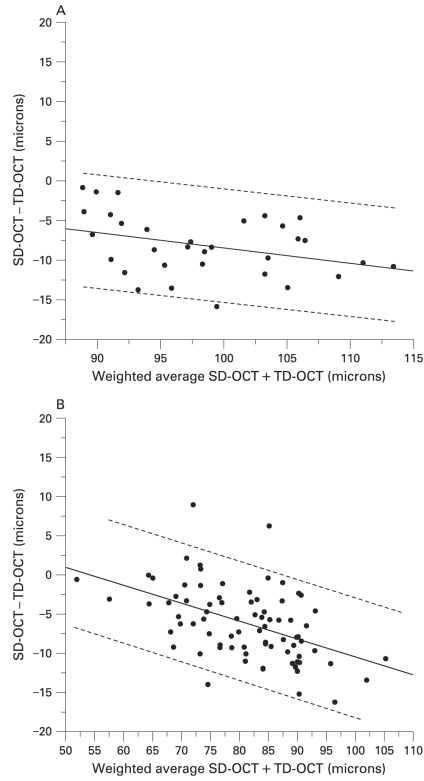 A
20
15
10
5
0
−5
−10
−15
−20
SD-OCT – TD-OCT (microns)
90 95 100 105 110 115
Weighted average SD-OCT + TD-OCT (microns)
B
20
15
10
5
0
−5
−10
−15
−20
SD-OCT – TD-OCT (microns)
50 55 60 65 70 75 80 85 90 95 100 105 110
Weighted average SD-OCT + TD-OCT (microns)